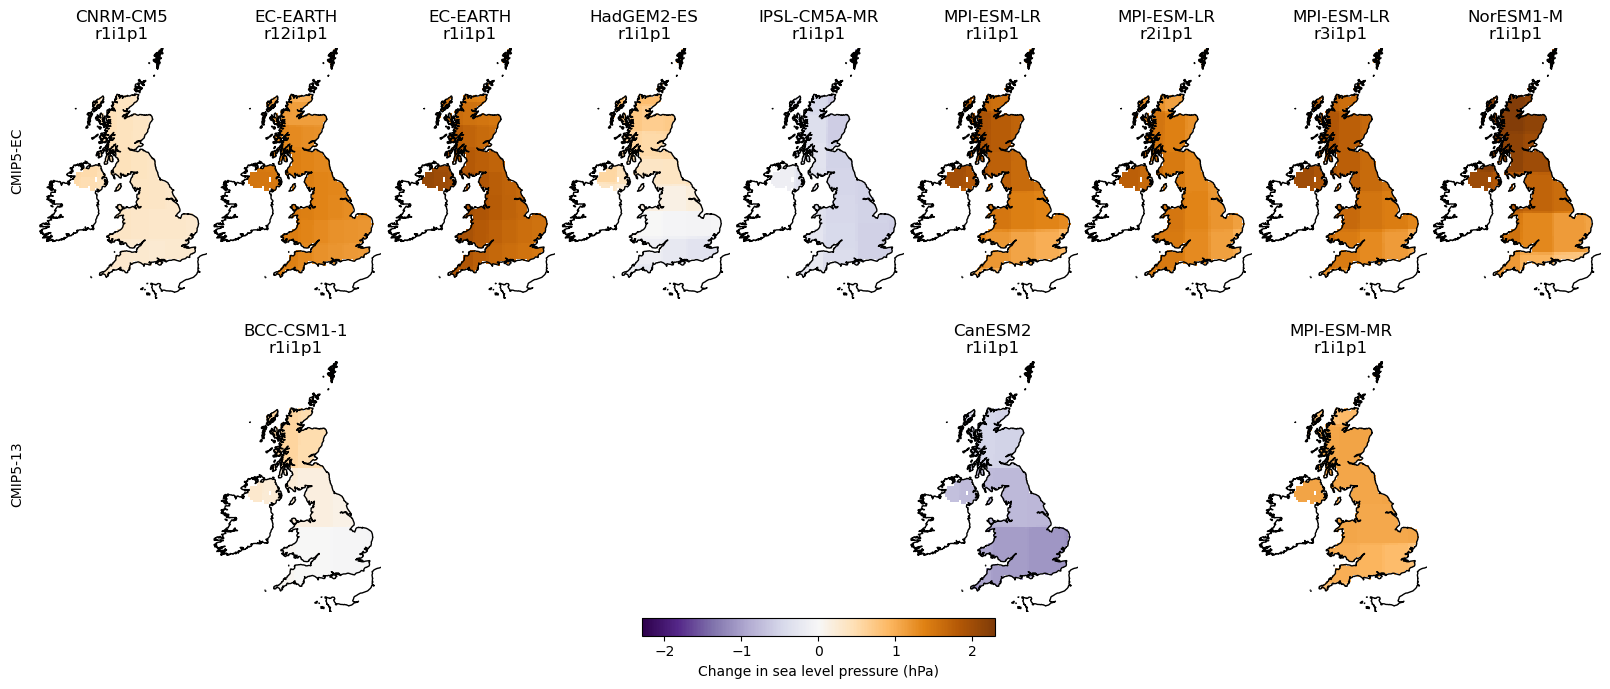 CNRM-CM5
r1i1p1
EC-EARTH
r12i1p1
EC-EARTH
r1i1p1
HadGEM2-ES
r1i1p1
IPSL-CM5A-MR
r1i1p1
MPI-ESM-LR
r1i1p1
MPI-ESM-LR
r2i1p1
MPI-ESM-LR
r3i1p1
NorESM1-M
r1i1p1
CMIP5-EC
BCC-CSM1-1
r1i1p1
CanESM2
r1i1p1
MPI-ESM-MR
r1i1p1
CMIP5-13
−2 −1 0 1 2
Change in sea level pressure (hPa)